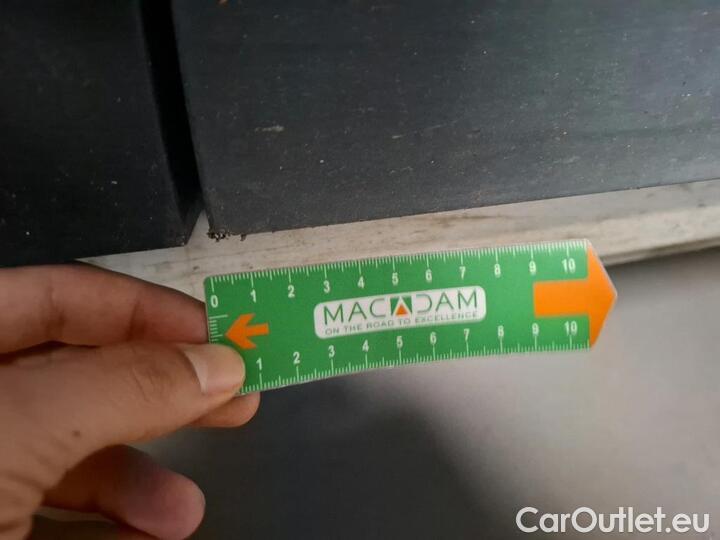 0 1 2 3 4 5 6 7 8 9 10
MACADAM
ON THE ROAD TO EXCELLENCE
1 2 3 4 5 6 7 8 9 10
CarOutlet.eu